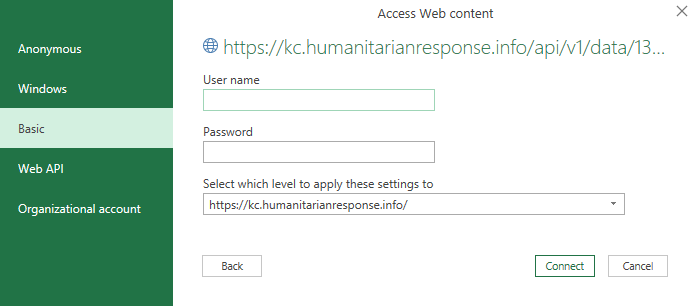 Access Web content
Anonymous
Windows
Basic
Web API
Organizational account
https://kc.humanitarianresponse.info/api/v1/data/13...
User name
Password
Select which level to apply these settings to
https://kc.humanitarianresponse.info/
Back
Connect
Cancel